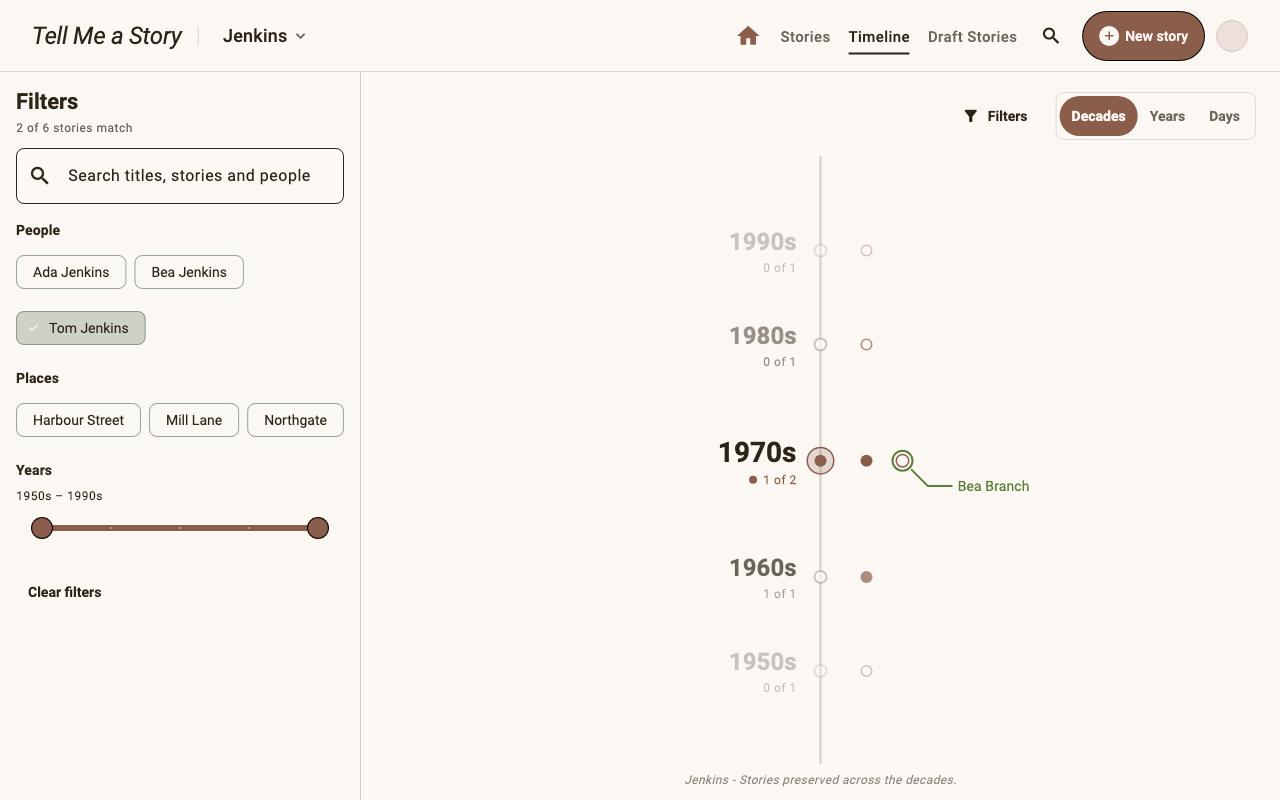 Tell Me a Story
Jenkins
Stories
Timeline
Draft Stories
New story
Filters
2 of 6 stories match
Search titles, stories and people
People
Ada Jenkins
Bea Jenkins
Tom Jenkins
Places
Harbour Street
Mill Lane
Northgate
Years
1950s – 1990s
Clear filters
Filters
Decades
Years
Days
1990s
0 of 1
1980s
0 of 1
1970s
1 of 2
Bea Branch
1960s
1 of 1
1950s
0 of 1
Jenkins - Stories preserved across the decades.